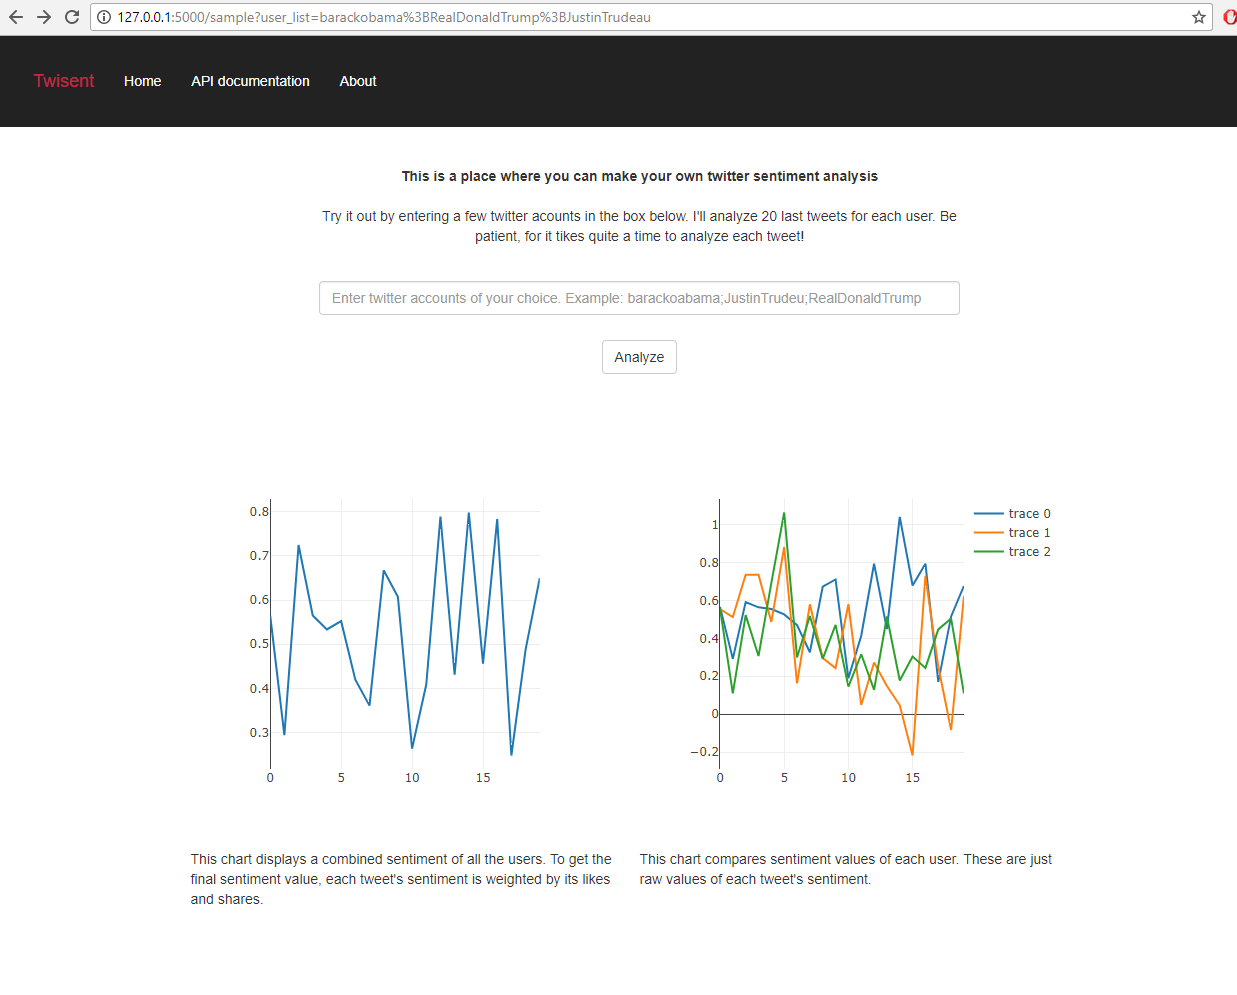 127.0.0.1:5000/sample?user_list=barackobama%3BRealDonaldTrump%3BJustinTrudeau
Twisent Home API documentation About
This is a place where you can make your own twitter sentiment analysis
Try it out by entering a few twitter acounts in the box below. I'll analyze 20 last tweets for each user. Be
patient, for it tikes quite a time to analyze each tweet!
Enter twitter accounts of your choice. Example: barackoabama;JustinTrudeu;RealDonaldTrump
Analyze
0.8
0.7
0.6
0.5
0.4
0.3
0 5 10 15
1
0.8
0.6
0.4
0.2
0
−0.2
0 5 10 15
trace 0
trace 1
trace 2
This chart displays a combined sentiment of all the users. To get the
final sentiment value, each tweet's sentiment is weighted by its likes
and shares.
This chart compares sentiment values of each user. These are just
raw values of each tweet's sentiment.